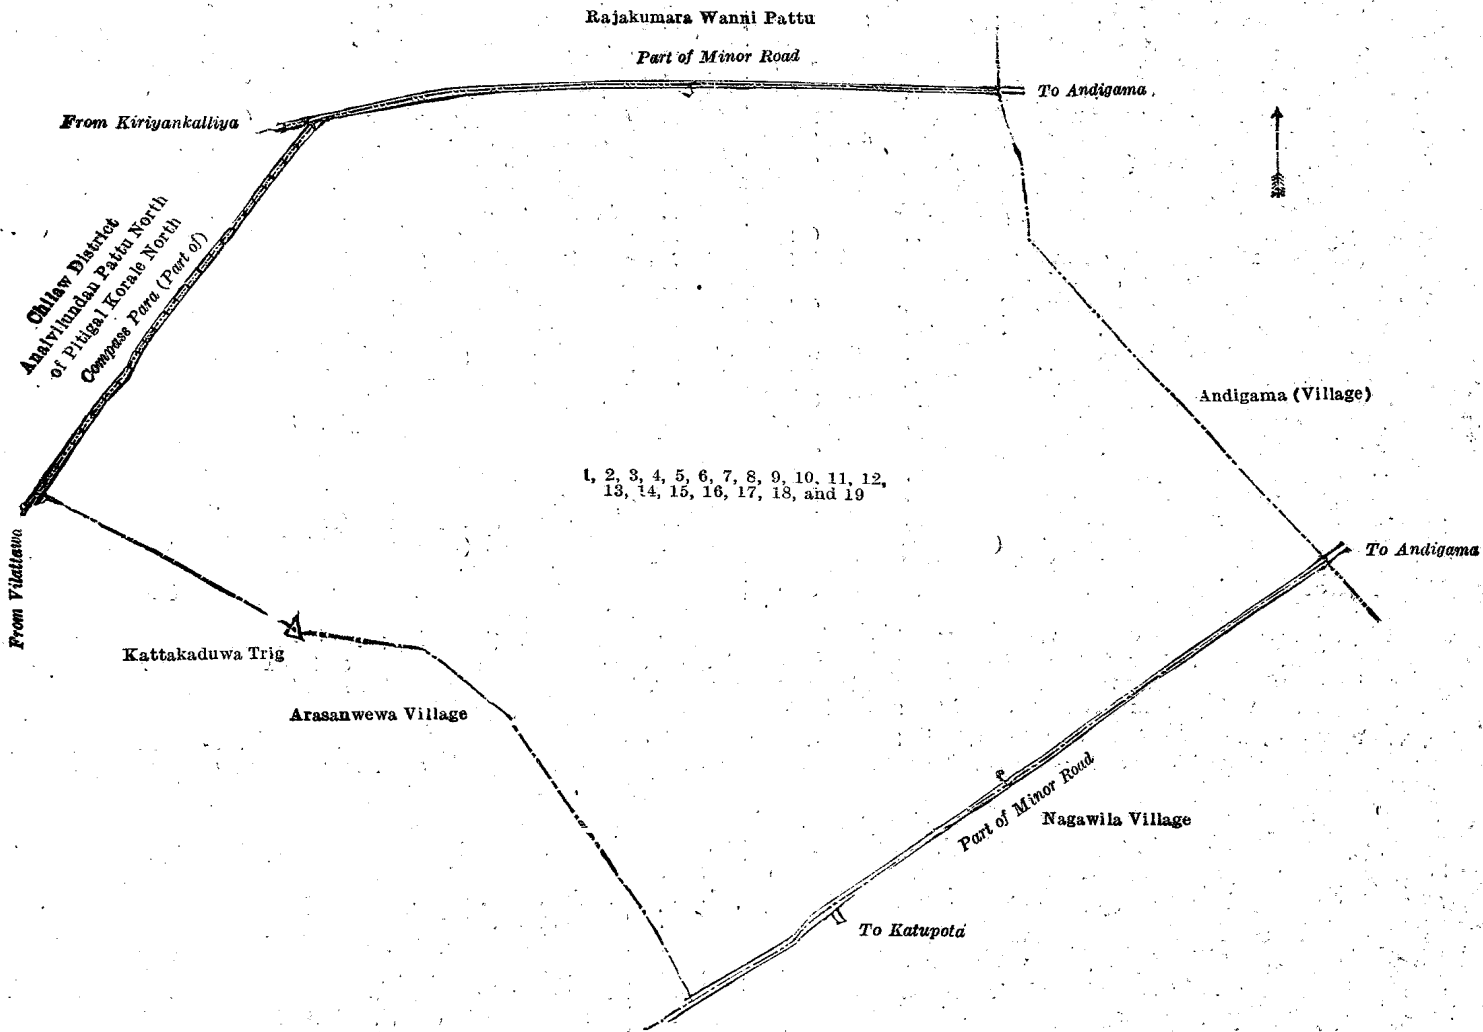 Rajakumara Wanni Pattu
Part of Minor Road
To Andigama
From Kiriyankalliya
Chilaw District
Anaivilundan Pattu North
of Pitigal Korale North
Compass Para (Part of)
Andigama (Village)
1, 2, 3, 4, 5, 6, 7, 8, 9, 10, 11, 12,
13, 14, 15, 16, 17, 18, and 19
From Vilattawa
To Andigama
Kattakaduwa Trig
Arasanwewa Village
Part of Minor Road
Nagawila Village
To Katupota